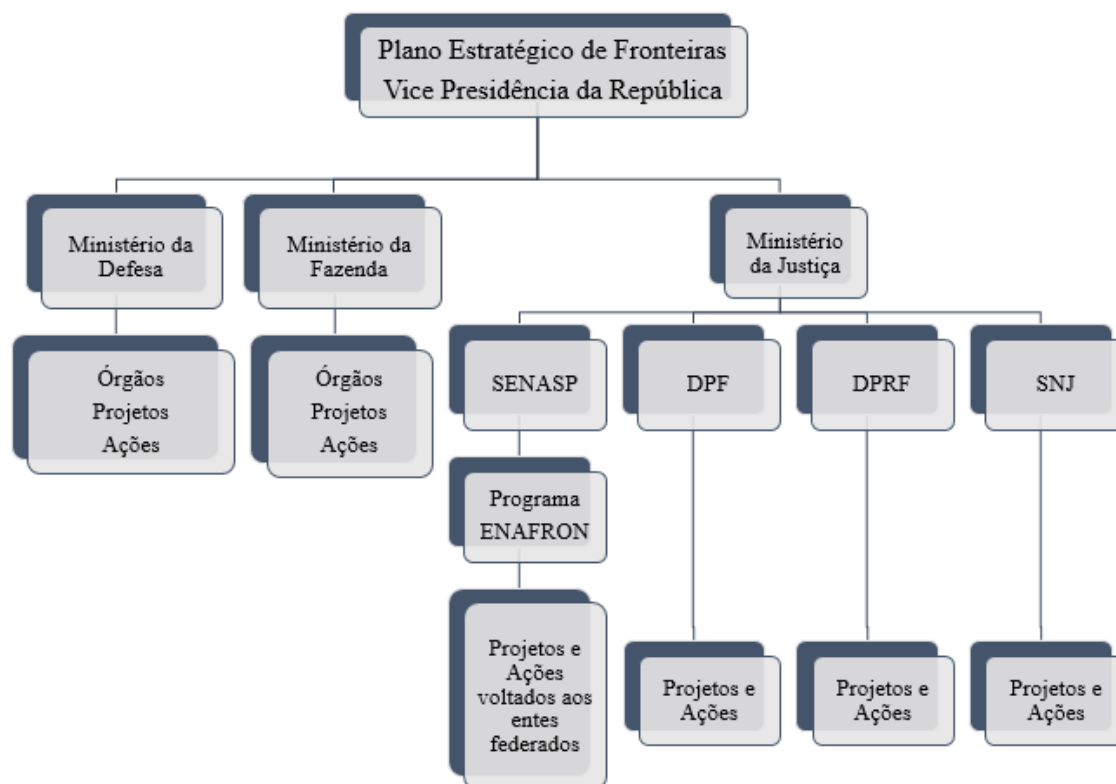 Plano Estratégico de Fronteiras
Vice Presidência da República
Ministério da
Defesa
Ministério da
Fazenda
Ministério
da Justiça
Órgãos
Projetos
Ações
Órgãos
Projetos
Ações
SENASP
DPF
DPRF
SNJ
Programa
ENAFRON
Projetos e
Ações
voltados aos
entes
federados
Projetos e
Ações
Projetos e
Ações
Projetos e
Ações